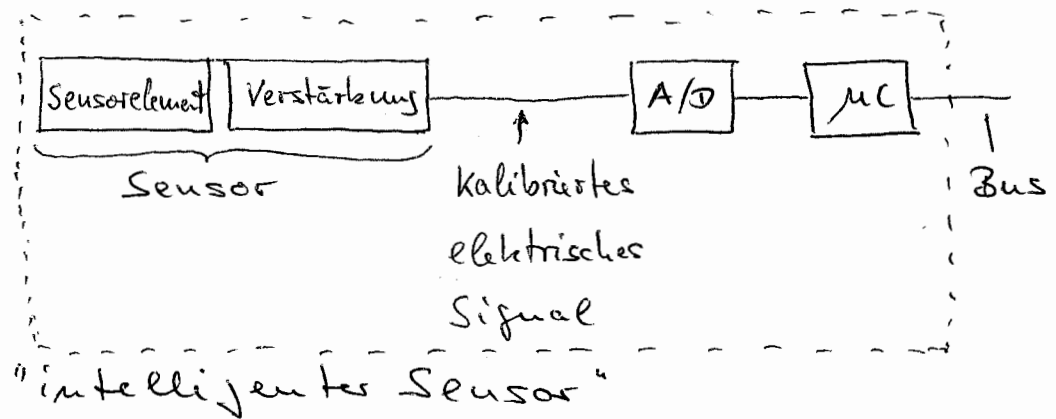 Sensorelement Verstärkung A/D µC
Sensor
Kalibriertes
elektrisches
Signal
Bus
"intelligenter Sensor"